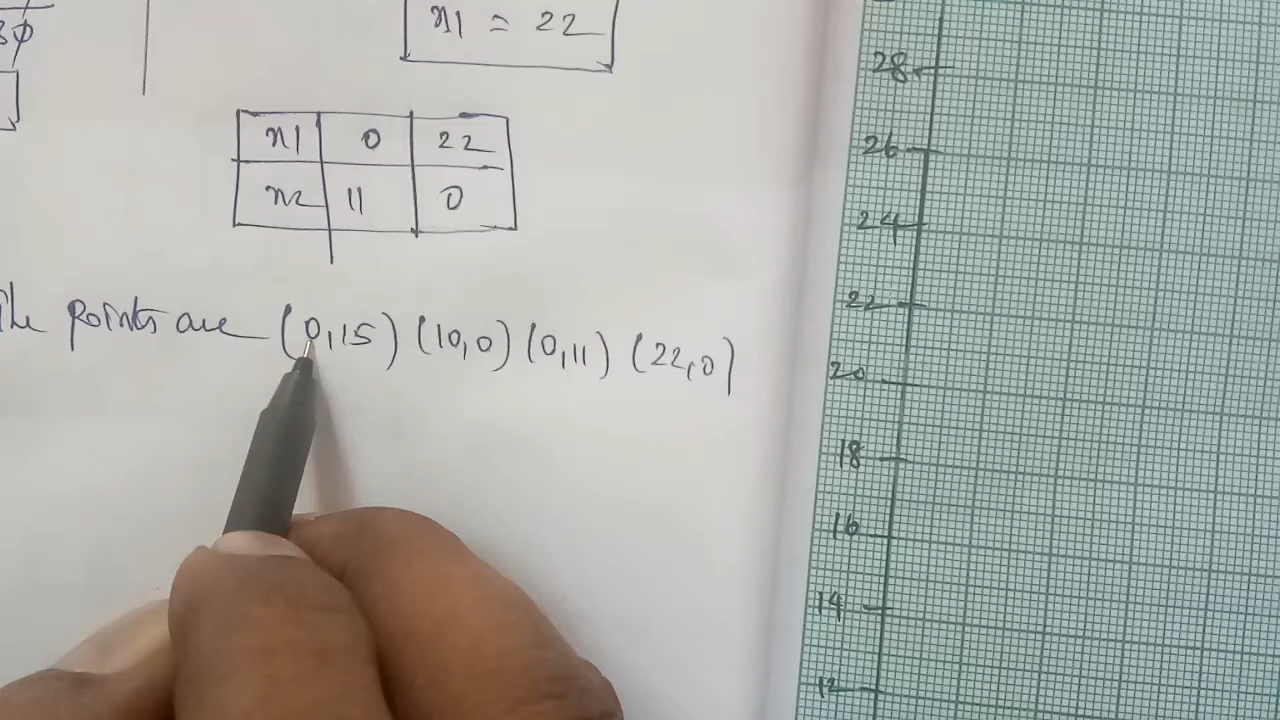 x1 = 22
x1 0 22
x2 11 0
The points are (0,15) (10,0) (0,11) (22,0)
28
26
24
22
20
18
16
14
12